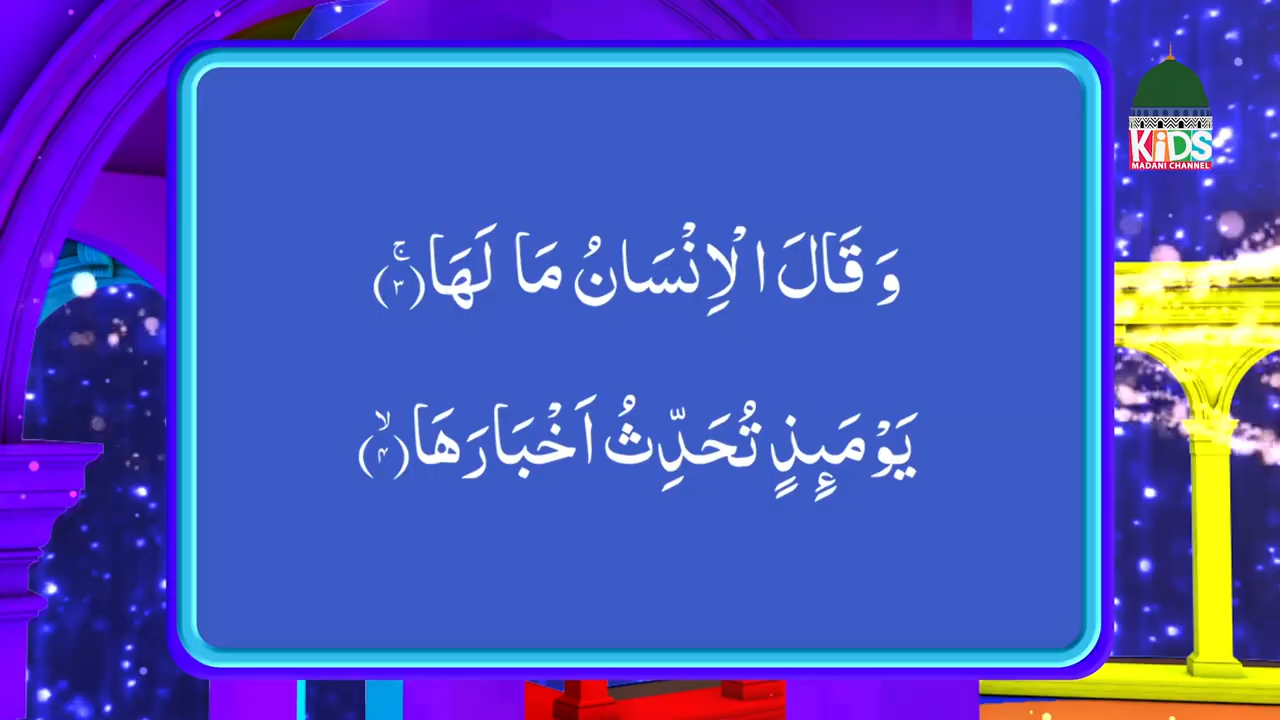 وَ قَالَ الْاِنْسَانُ مَا لَهَاۚ(۳)
یَوْمَىٕذٍ تُحَدِّثُ اَخْبَارَهَاۙ(۴)
KiDS
MADANI CHANNEL